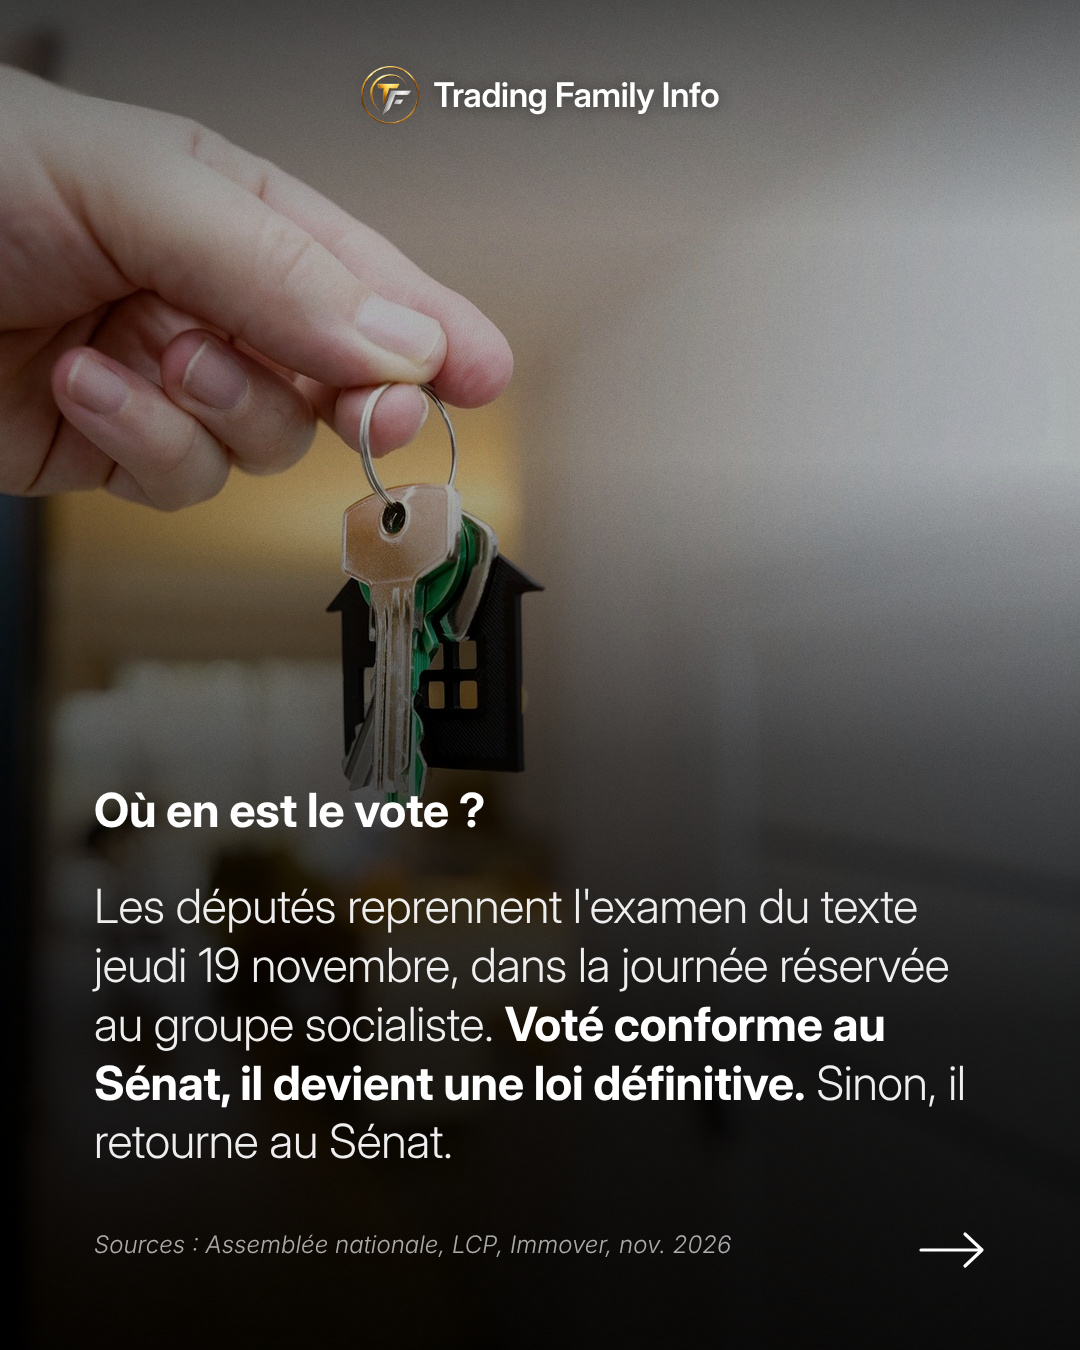 TF Trading Family Info
Où en est le vote ?
Les députés reprennent l'examen du texte
jeudi 19 novembre, dans la journée réservée
au groupe socialiste. Voté conforme au
Sénat, il devient une loi définitive. Sinon, il
retourne au Sénat.
Sources : Assemblée nationale, LCP, Immover, nov. 2026